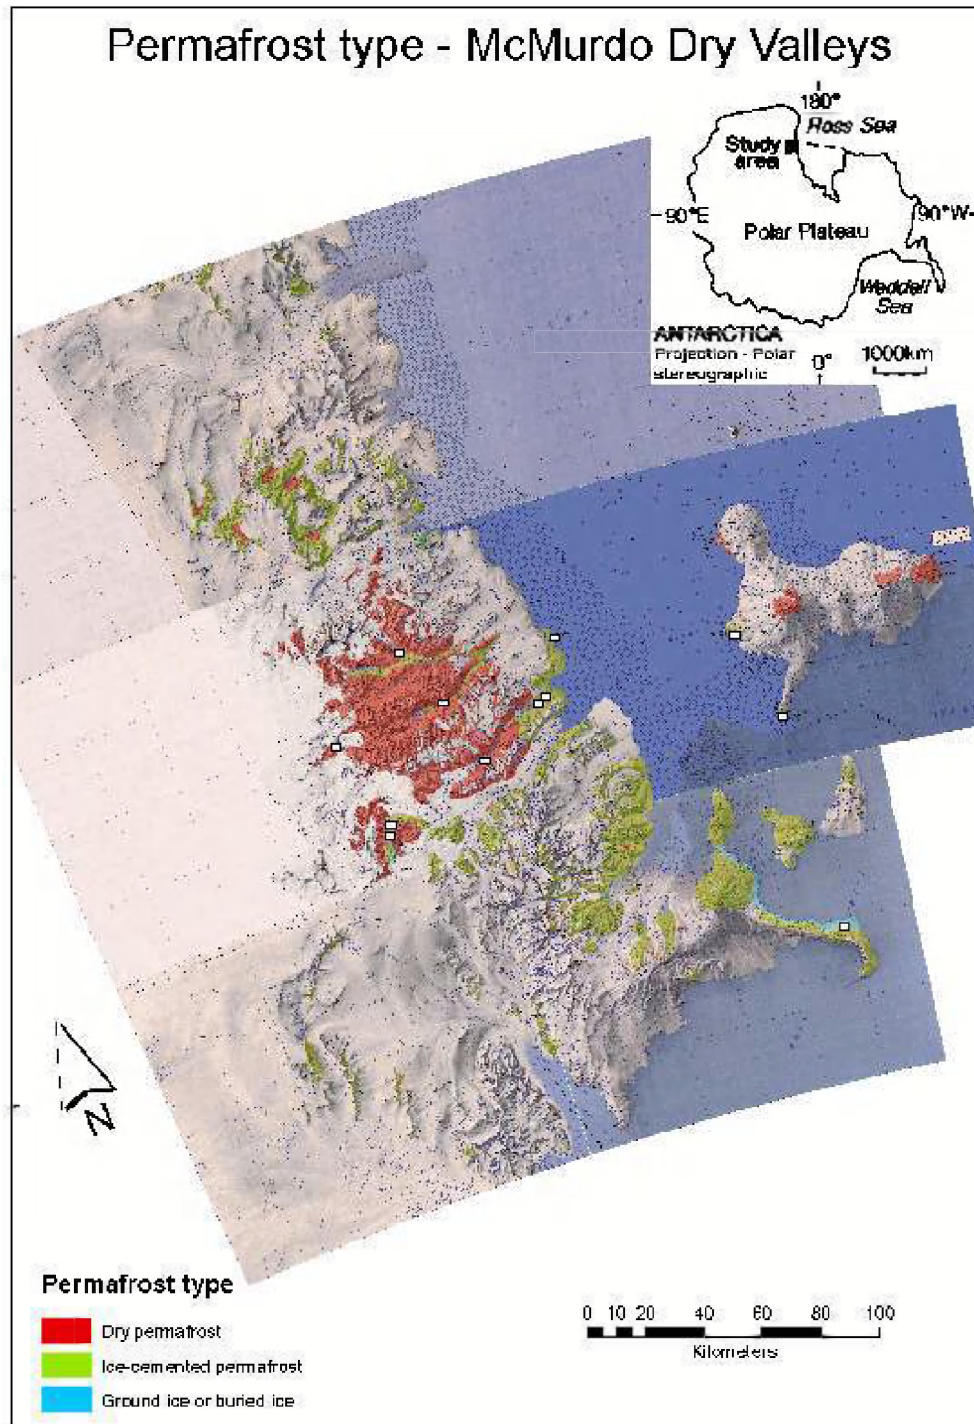 Permafrost type - McMurdo Dry Valleys
180°
Ross Sea
Study
area
90°E
90°W
Polar Plateau
Weddell
Sea
ANTARCTICA
Projection - Polar
stereographic
0°
1000km
N
Permafrost type
Dry permafrost
Ice-cemented permafrost
Ground ice or buried ice
0 10 20 40 60 80 100
Kilometers